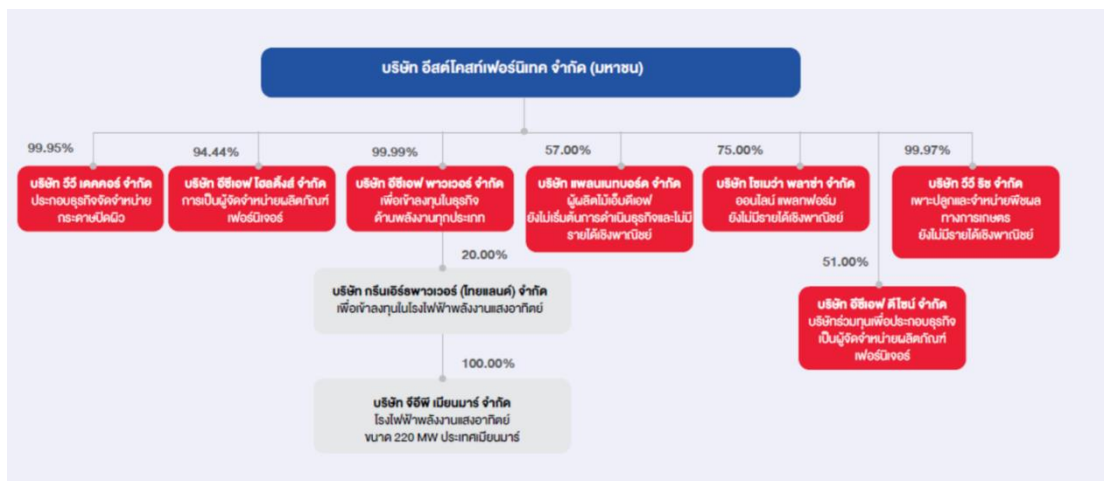 บริษัท อีสต์โคสท์เฟอร์นิเทค จำกัด (มหาชน)
99.95%
บริษัท วีวี เดคคอร์ จำกัด
ประกอบธุรกิจจัดจำหน่าย
กระดาษปิดผิว
94.44%
บริษัท อีซีเอฟ โฮลดิ้งส์ จำกัด
การเป็นผู้จัดจำหน่ายผลิตภัณฑ์
เฟอร์นิเจอร์
99.99%
บริษัท อีซีเอฟ พาวเวอร์ จำกัด
เพื่อเข้าลงทุนในธุรกิจ
ด้านพลังงานทุกประเภท
57.00%
บริษัท แพลนเนทบอร์ด จำกัด
ผู้ผลิตไม้เอ็มดีเอฟ
ยังไม่เริ่มต้นการดำเนินธุรกิจและไม่มี
รายได้เชิงพาณิชย์
75.00%
บริษัท ไซเมว่า พลาซ่า จำกัด
ออนไลน์ แพลทฟอร์ม
ยังไม่มีรายได้เชิงพาณิชย์
99.97%
บริษัท วีวี ริช จำกัด
เพาะปลูกและจำหน่ายพืชผล
ทางการเกษตร
ยังไม่มีรายได้เชิงพาณิชย์
20.00%
บริษัท กรีนเอิร์ธพาวเวอร์ (ไทยแลนด์) จำกัด
เพื่อเข้าลงทุนในโรงไฟฟ้าพลังงานแสงอาทิตย์
51.00%
บริษัท อีซีเอฟ ดีไซน์ จำกัด
บริษัทร่วมทุนเพื่อประกอบธุรกิจ
เป็นผู้จัดจำหน่ายผลิตภัณฑ์
เฟอร์นิเจอร์
100.00%
บริษัท จีอีพี เมียนมาร์ จำกัด
โรงไฟฟ้าพลังงานแสงอาทิตย์
ขนาด 220 MW ประเทศเมียนมาร์